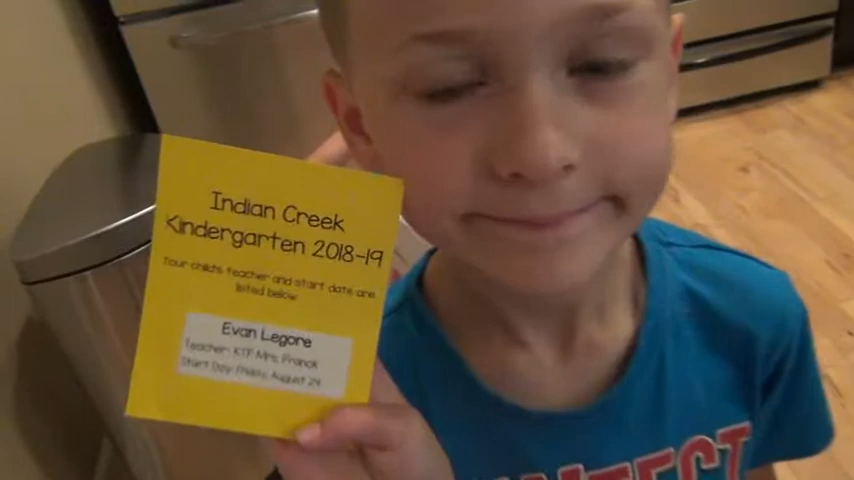 Indian Creek
Kindergarten 2018-19
Your child's teacher and start date are
listed below
Evan Legore
Teacher: KTF Mrs. Frank
Start Day: Friday, August 24